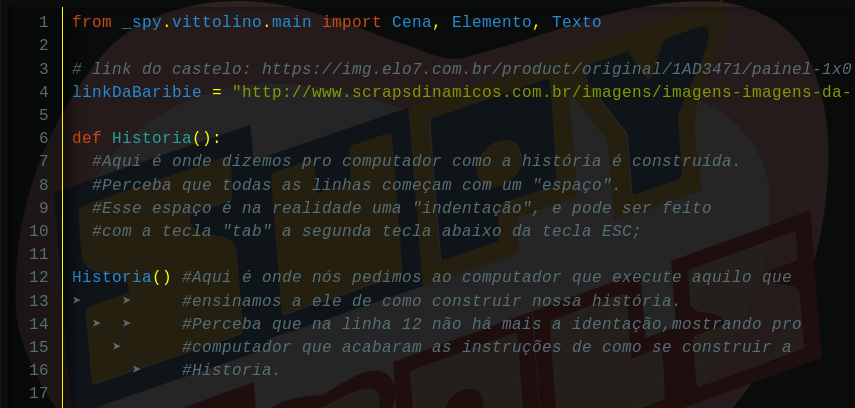 1 from _spy.vittolino.main import Cena, Elemento, Texto
2
3 # link do castelo: https://img.elo7.com.br/product/original/1AD3471/painel-1x0
4 linkDaBaribie = "http://www.scrapsdinamicos.com.br/imagens/imagens-imagens-da-
5
6 def Historia():
7 #Aqui é onde dizemos pro computador como a história é construída.
8 #Perceba que todas as linhas começam com um "espaço".
9 #Esse espaço é na realidade uma "indentação", e pode ser feito
10 #com a tecla "tab" a segunda tecla abaixo da tecla ESC;
11
12 Historia() #Aqui é onde nós pedimos ao computador que execute aquilo que
13 #ensinamos a ele de como construir nossa história.
14 #Perceba que na linha 12 não há mais a identação,mostrando pro
15 #computador que acabaram as instruções de como se construir a
16 #Historia.
17